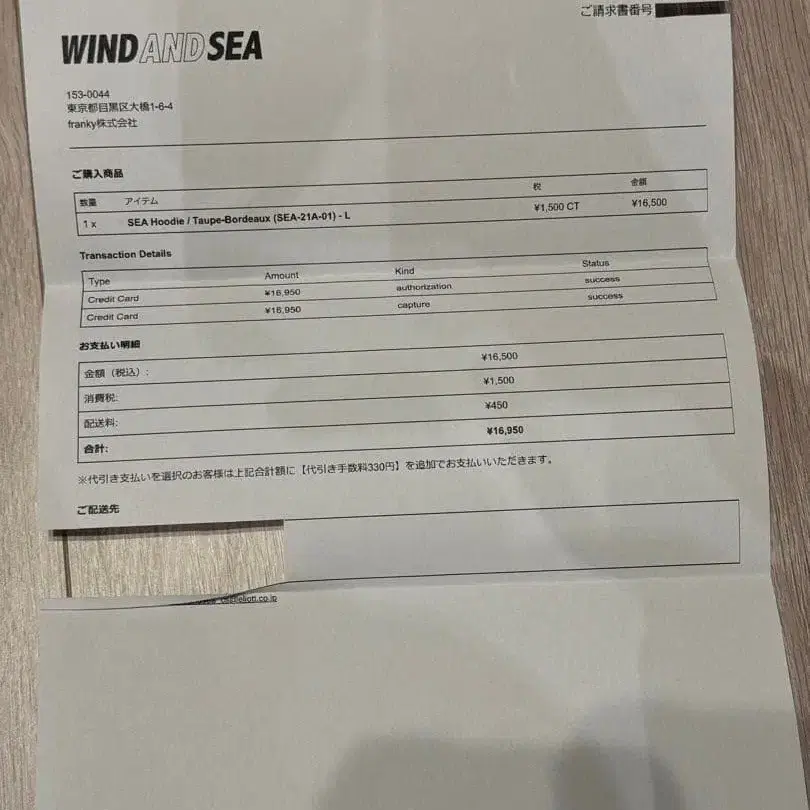 ご請求書番号
WINDANDSEA
153-0044
東京都目黒区大橋1-6-4
franky株式会社
ご購入商品
数量 アイテム 税 金額
1 x SEA Hoodie / Taupe-Bordeaux (SEA-21A-01) - L ¥1,500 CT ¥16,500
Transaction Details
Type Amount Kind Status
Credit Card ¥16,950 authorization success
Credit Card ¥16,950 capture success
お支払い明細
金額（税込）: ¥16,500
消費税: ¥1,500
配送料: ¥450
合計: ¥16,950
※代引き支払いを選択のお客様は上記合計額に【代引き手数料330円】を追加でお支払いいただきます。
ご配送先